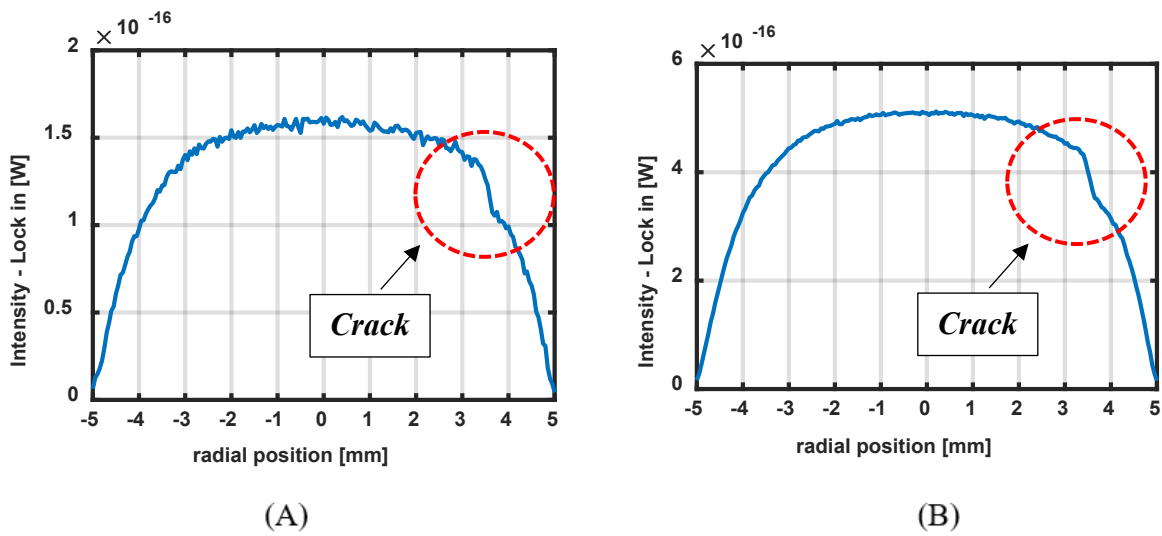 × 10 -16
2
1.5
1
0.5
0
Intensity - Lock in [W]
Crack
-5 -4 -3 -2 -1 0 1 2 3 4 5
radial position [mm]
(A)
× 10 -16
6
4
2
0
Intensity - Lock in [W]
Crack
-5 -4 -3 -2 -1 0 1 2 3 4 5
radial position [mm]
(B)